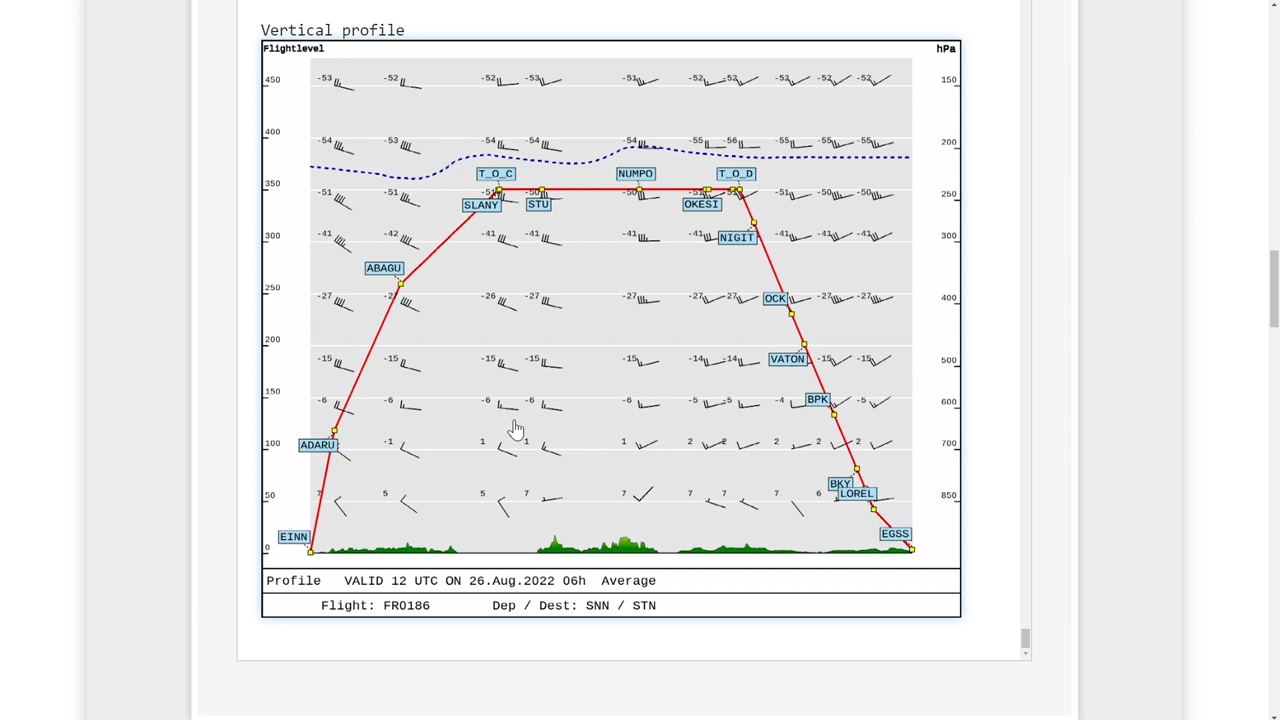 Vertical profile
Flightlevel hPa
450 -53 -52 -52 -53 -51 -52 -52 -52 -52 -52 150
400 -54 -53 -54 -54 -54 -55 -56 -55 -55 -55 200
T_O_C NUMPO T_O_D
350 -51 -51 -51 -50 -50 -51 -51 250
SLANY STU OKESI
300 -41 -42 -41 -41 -41 -41 -41 -41 -41 300
NIGIT
ABAGU
250 -27 -26 -27 -27 -27 -27 -27 -27 400
OCK
200 -15 -15 -15 -15 -15 -14 -14 -15 -15 500
VATON
150 -6 -6 -6 -6 -6 -5 -5 -4 -5 600
BPK
100 -1 1 1 1 2 2 2 2 2 700
ADARU
BKY
50 7 5 5 7 7 7 7 7 6 850
LOREL
EINN EGSS
0
Profile VALID 12 UTC ON 26.Aug.2022 06h Average
Flight: FR0186 Dep / Dest: SNN / STN